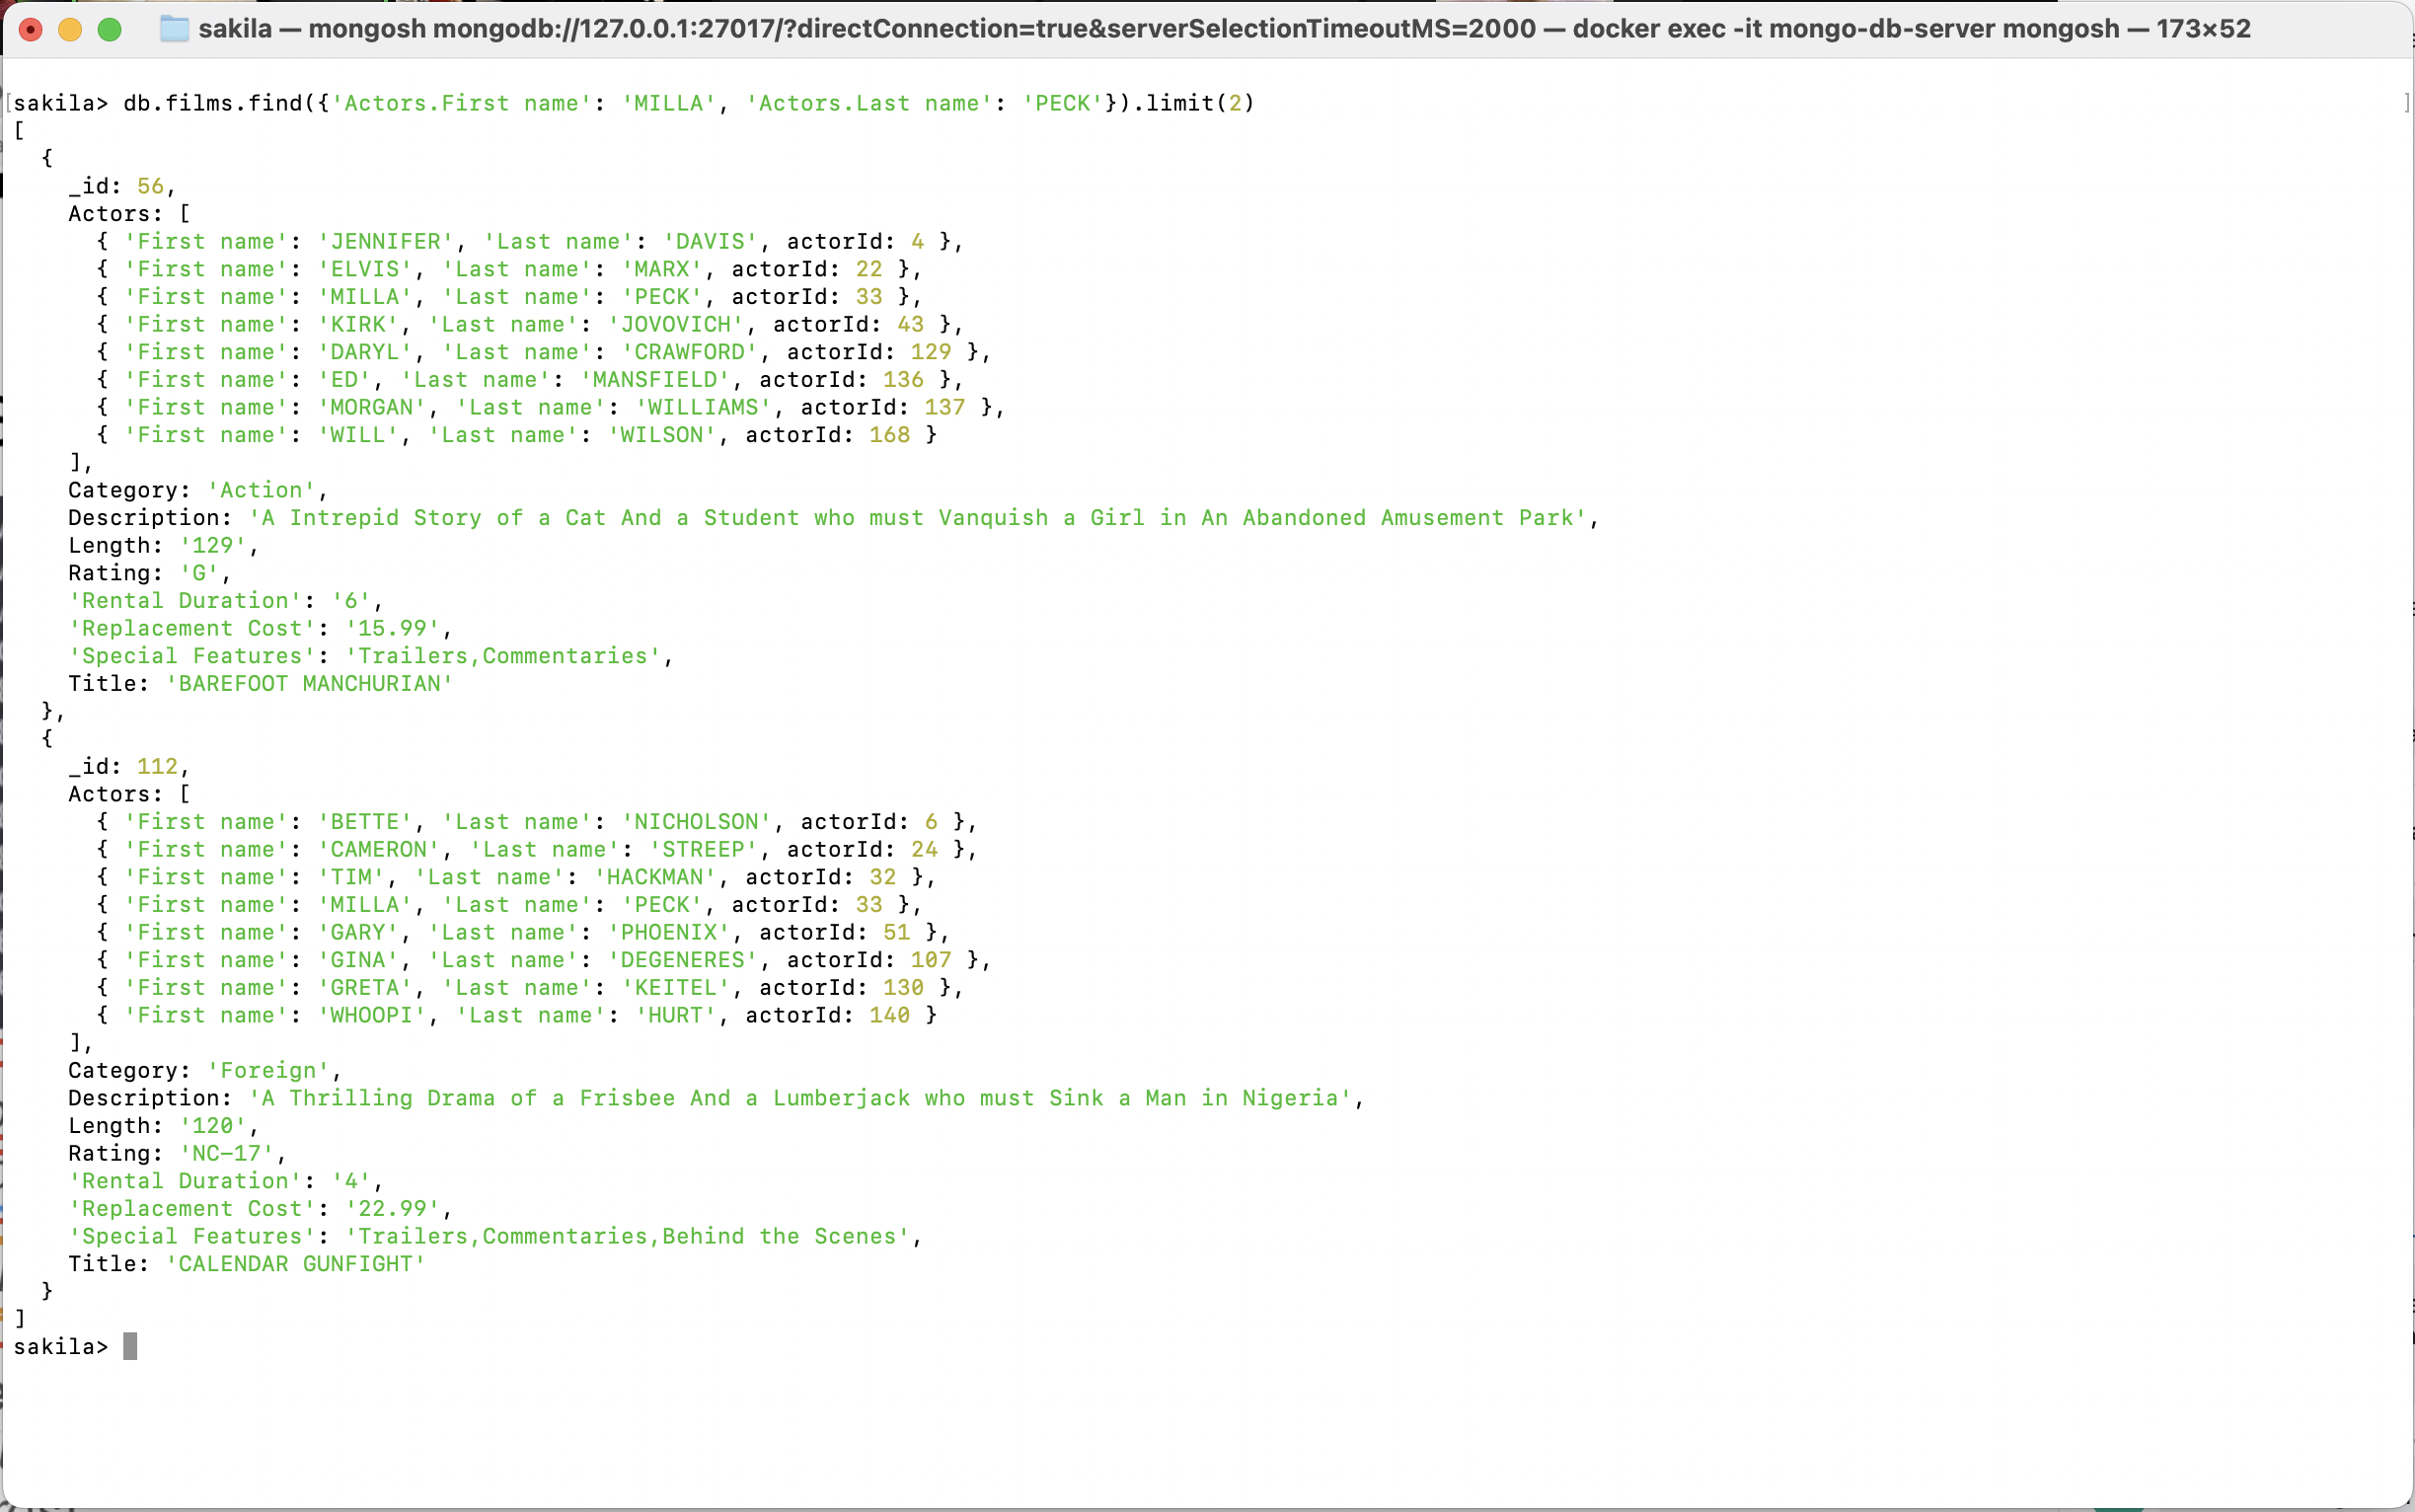 sakila — mongosh mongodb://127.0.0.1:27017/?directConnection=true&serverSelectionTimeoutMS=2000 — docker exec -it mongo-db-server mongosh — 173×52
[sakila> db.films.find({'Actors.First name': 'MILLA', 'Actors.Last name': 'PECK'}).limit(2) ]
[
  {
    _id: 56,
    Actors: [
      { 'First name': 'JENNIFER', 'Last name': 'DAVIS', actorId: 4 },
      { 'First name': 'ELVIS', 'Last name': 'MARX', actorId: 22 },
      { 'First name': 'MILLA', 'Last name': 'PECK', actorId: 33 },
      { 'First name': 'KIRK', 'Last name': 'JOVOVICH', actorId: 43 },
      { 'First name': 'DARYL', 'Last name': 'CRAWFORD', actorId: 129 },
      { 'First name': 'ED', 'Last name': 'MANSFIELD', actorId: 136 },
      { 'First name': 'MORGAN', 'Last name': 'WILLIAMS', actorId: 137 },
      { 'First name': 'WILL', 'Last name': 'WILSON', actorId: 168 }
    ],
    Category: 'Action',
    Description: 'A Intrepid Story of a Cat And a Student who must Vanquish a Girl in An Abandoned Amusement Park',
    Length: '129',
    Rating: 'G',
    'Rental Duration': '6',
    'Replacement Cost': '15.99',
    'Special Features': 'Trailers,Commentaries',
    Title: 'BAREFOOT MANCHURIAN'
  },
  {
    _id: 112,
    Actors: [
      { 'First name': 'BETTE', 'Last name': 'NICHOLSON', actorId: 6 },
      { 'First name': 'CAMERON', 'Last name': 'STREEP', actorId: 24 },
      { 'First name': 'TIM', 'Last name': 'HACKMAN', actorId: 32 },
      { 'First name': 'MILLA', 'Last name': 'PECK', actorId: 33 },
      { 'First name': 'GARY', 'Last name': 'PHOENIX', actorId: 51 },
      { 'First name': 'GINA', 'Last name': 'DEGENERES', actorId: 107 },
      { 'First name': 'GRETA', 'Last name': 'KEITEL', actorId: 130 },
      { 'First name': 'WHOOPI', 'Last name': 'HURT', actorId: 140 }
    ],
    Category: 'Foreign',
    Description: 'A Thrilling Drama of a Frisbee And a Lumberjack who must Sink a Man in Nigeria',
    Length: '120',
    Rating: 'NC-17',
    'Rental Duration': '4',
    'Replacement Cost': '22.99',
    'Special Features': 'Trailers,Commentaries,Behind the Scenes',
    Title: 'CALENDAR GUNFIGHT'
  }
]
sakila>